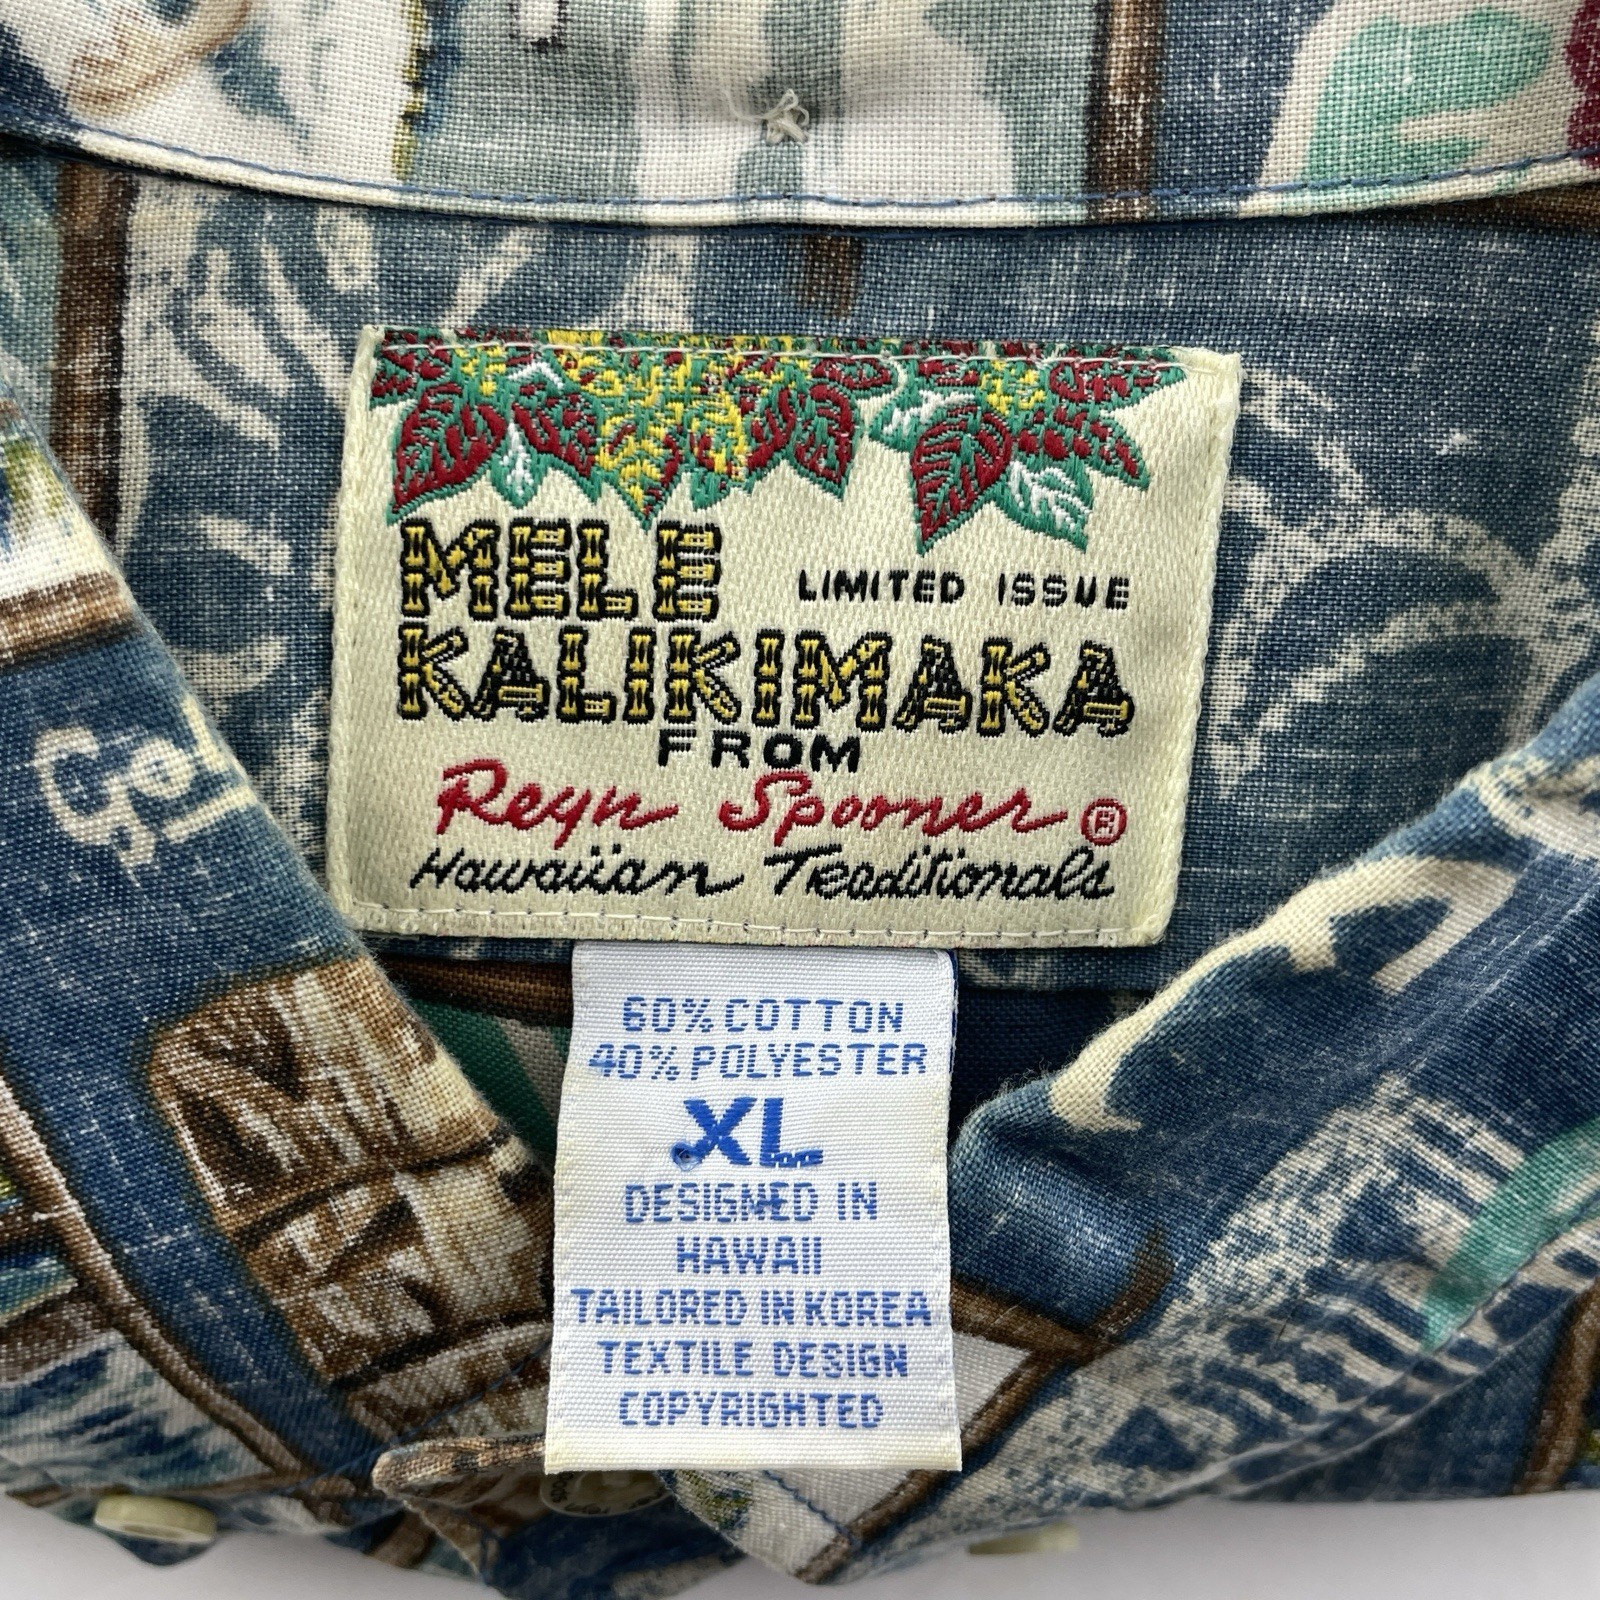 MELE
LIMITED ISSUE
KALIKIMAKA
FROM
Reyn Spooner ®
Hawaiian Traditionals
60% COTTON
40% POLYESTER
XL
DESIGNED IN
HAWAII
TAILORED IN KOREA
TEXTILE DESIGN
COPYRIGHTED